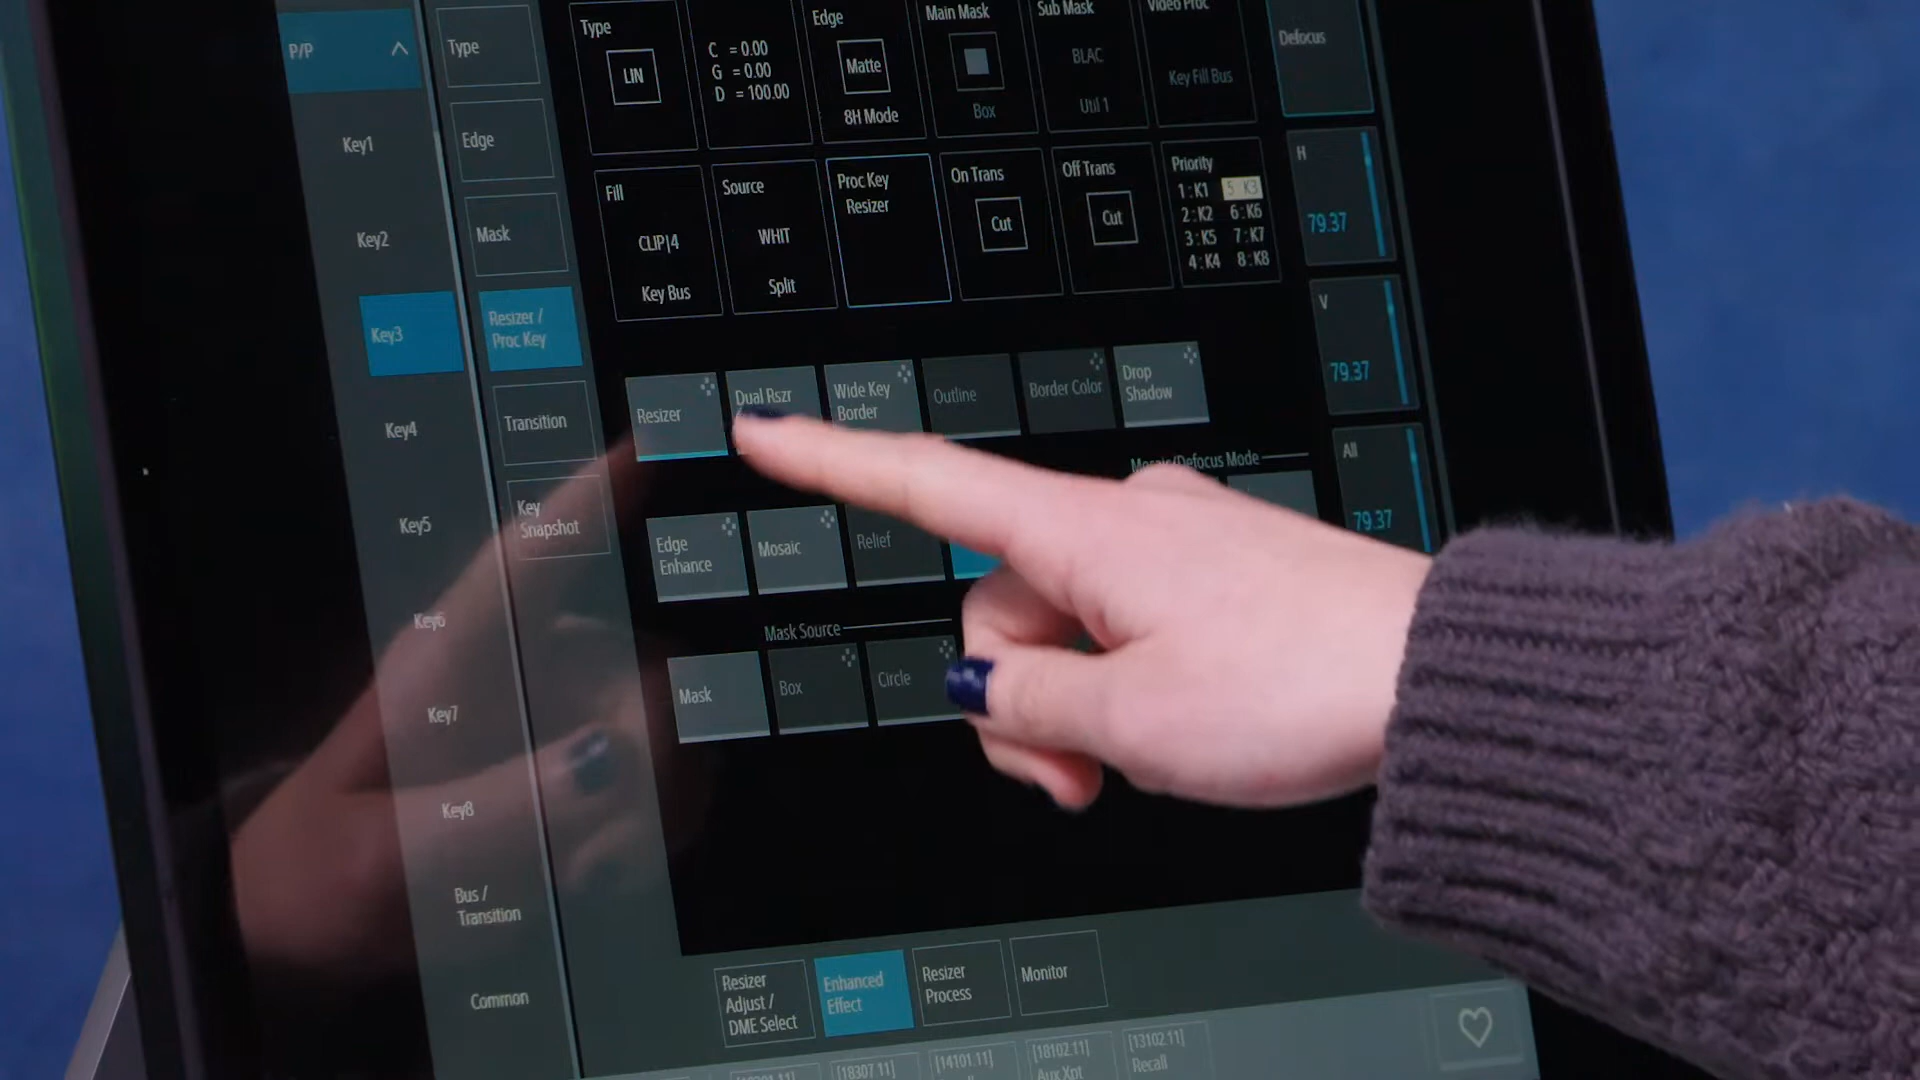 P/P
Key1
Key2
Key3
Key4
Key5
Key6
Key7
Key8
Bus /
Transition
Common
Type
Edge
Mask
Resizer /
Proc Key
Transition
Key
Snapshot
Type
LIN
C = 0.00
G = 0.00
D = 100.00
Edge
Matte
8H Mode
Main Mask
Box
Sub Mask
BLAC
Util 1
Video Proc
Key Fill Bus
Fill
CLIP|4
Key Bus
Source
WHIT
Split
Proc Key
Resizer
On Trans
Cut
Off Trans
Cut
Priority
1:K1 5:K3
2:K2 6:K6
3:K5 7:K7
4:K4 8:K8
Resizer
Dual Rszr
Wide Key
Border
Outline
Border Color
Drop
Shadow
Mosaic/Defocus Mode
Edge
Enhance
Mosaic
Relief
Mask Source
Mask
Box
Circle
Defocus
H
79.37
V
79.37
All
79.37
Resizer
Adjust /
DME Select
Enhanced
Effect
Resizer
Process
Monitor
[18307.11]
[14101.11]
[18102.11]
Aux Xpt
[13102.11]
Recall